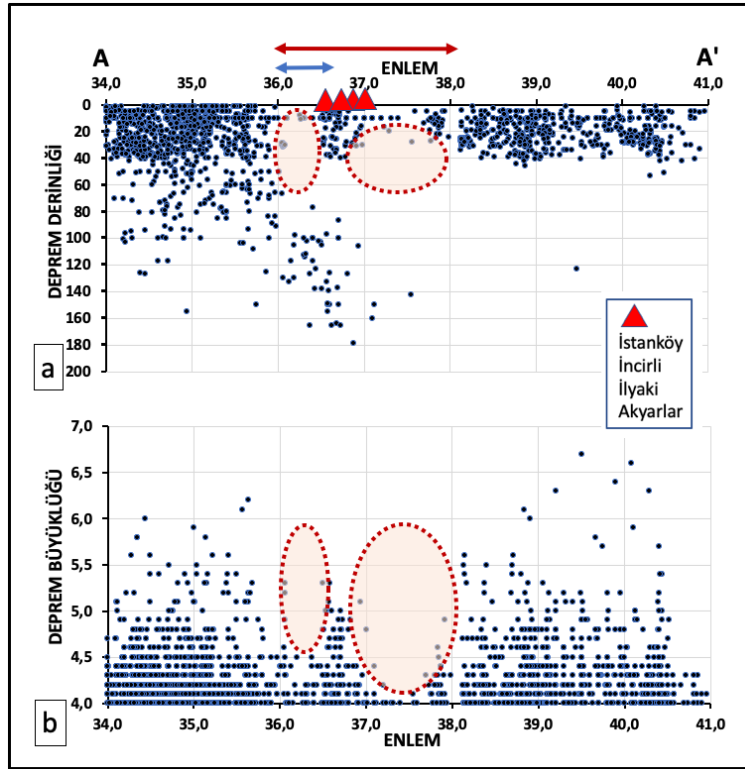 A
ENLEM
A'
34,0 35,0 36,0 37,0 38,0 39,0 40,0 41,0
DEPREM DERİNLİĞİ
0
20
40
60
80
100
120
140
160
180
200
a
İstanköy
İncirli
İlyaki
Akyarlar
DEPREM BÜYÜKLÜĞÜ
7,0
6,5
6,0
5,5
5,0
4,5
4,0
34,0 35,0 36,0 37,0 38,0 39,0 40,0 41,0
b
ENLEM